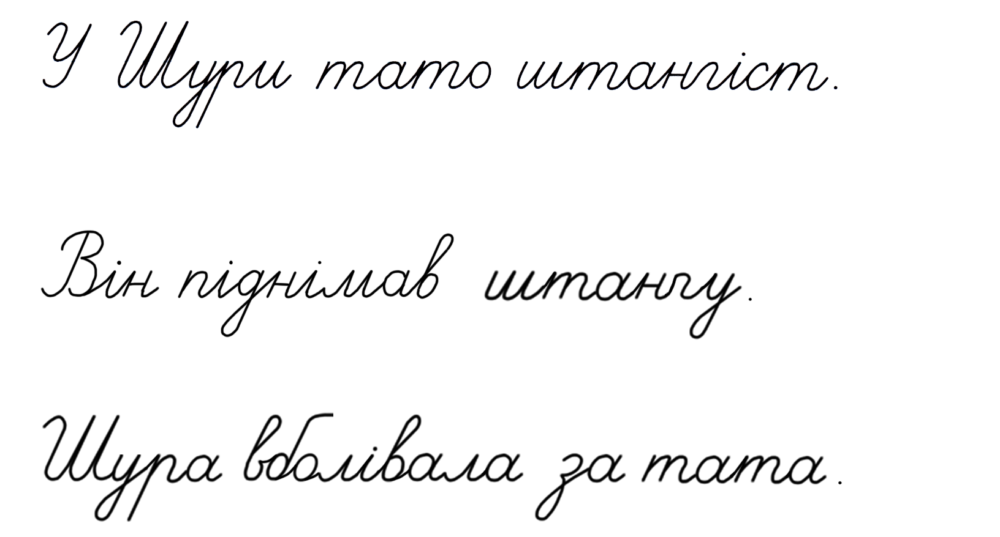 У Шури тато штангіст.
Він піднімав штангу.
Шура вболівала за тата.